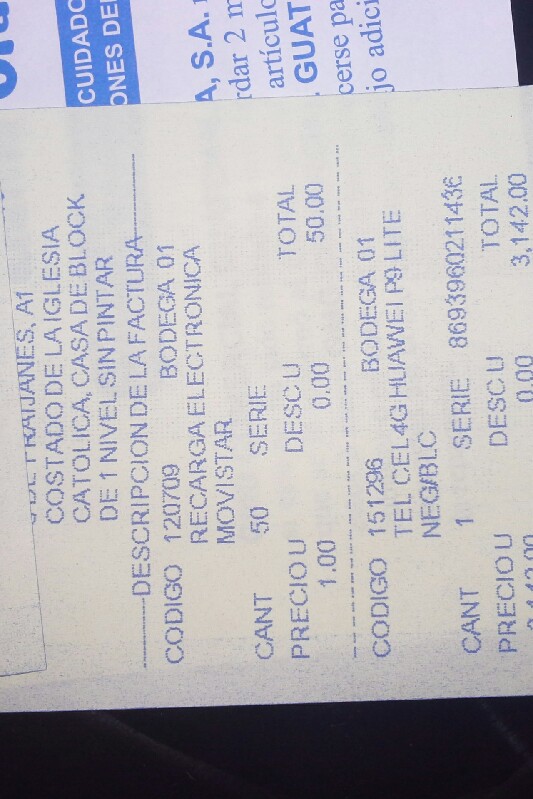 CUIDADO
ONES DE
A, S.A.
rdar 2 m
artículo
. GUAT
cerse pa
jo adici
TRAIJANES, A1
COSTADO DE LA IGLESIA
CATOLICA, CASA DE BLOCK
DE 1 NIVEL SIN PINTAR
------DESCRIPCION DE LA FACTURA------
CODIGO 120709 BODEGA 01
RECARGA ELECTRONICA
MOVISTAR
CANT 50 SERIE
PRECIO U DESC U TOTAL
1.00 0.00 50.00
CODIGO 151296 BODEGA 01
TEL CEL 4G HUAWEI P9 LITE
NEG/BLC
CANT 1 SERIE 869396021143
PRECIO U DESC U TOTAL
3,142.00 0.00 3,142.00